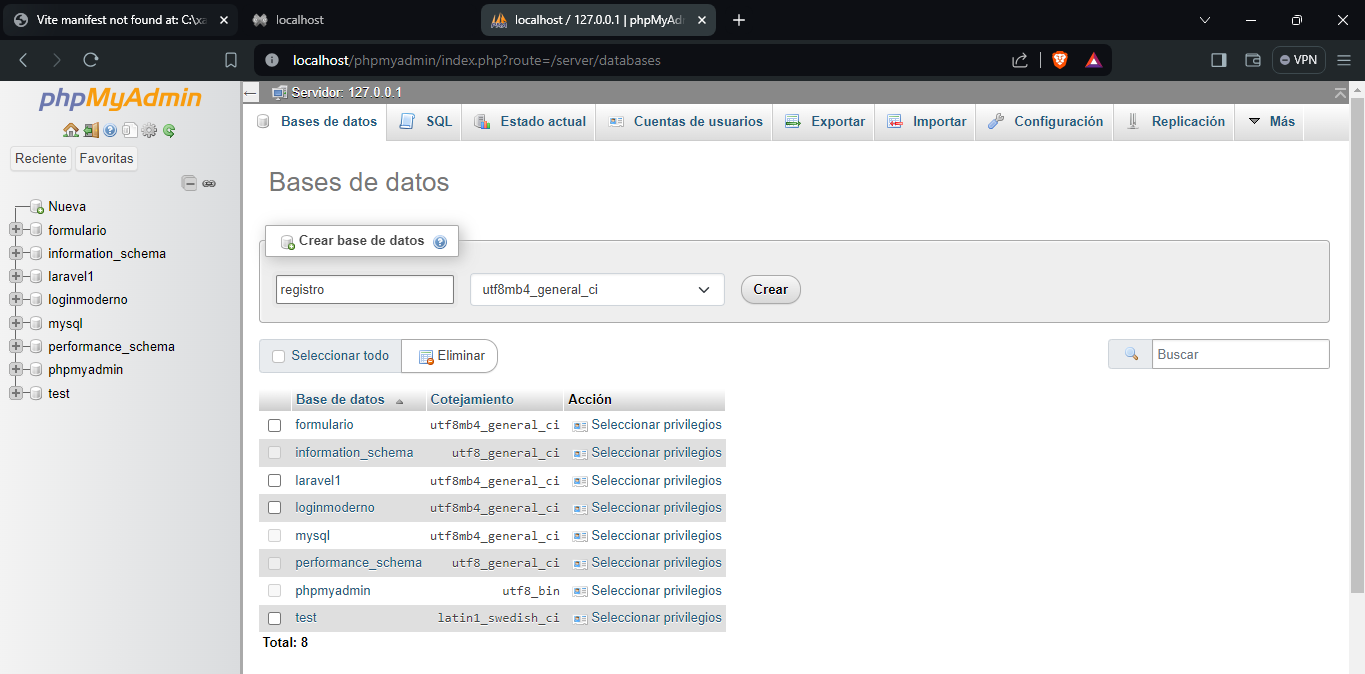 Vite manifest not found at: C:\xa
localhost
localhost / 127.0.0.1 | phpMyAd
localhost/phpmyadmin/index.php?route=/server/databases
VPN
phpMyAdmin
Reciente
Favoritas
Nueva
formulario
information_schema
laravel1
loginmoderno
mysql
performance_schema
phpmyadmin
test
Servidor: 127.0.0.1
Bases de datos
SQL
Estado actual
Cuentas de usuarios
Exportar
Importar
Configuración
Replicación
Más
Bases de datos
Crear base de datos
registro
utf8mb4_general_ci
Crear
Seleccionar todo
Eliminar
Buscar
Base de datos Cotejamiento Acción
formulario utf8mb4_general_ci Seleccionar privilegios
information_schema utf8_general_ci Seleccionar privilegios
laravel1 utf8mb4_general_ci Seleccionar privilegios
loginmoderno utf8mb4_general_ci Seleccionar privilegios
mysql utf8mb4_general_ci Seleccionar privilegios
performance_schema utf8_general_ci Seleccionar privilegios
phpmyadmin utf8_bin Seleccionar privilegios
test latin1_swedish_ci Seleccionar privilegios
Total: 8